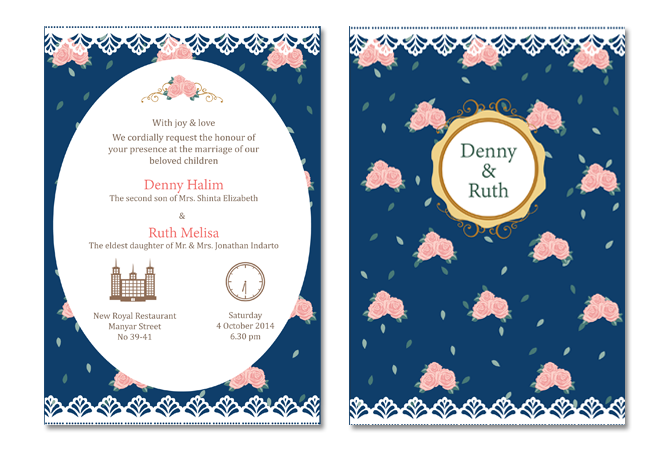 With joy & love
We cordially request the honour of
your presence at the marriage of our
beloved children
Denny Halim
The second son of Mrs. Shinta Elizabeth
&
Ruth Melisa
The eldest daughter of Mr. & Mrs. Jonathan Indarto
New Royal Restaurant
Manyar Street
No 39-41
Saturday
4 October 2014
6.30 pm
Denny
&
Ruth